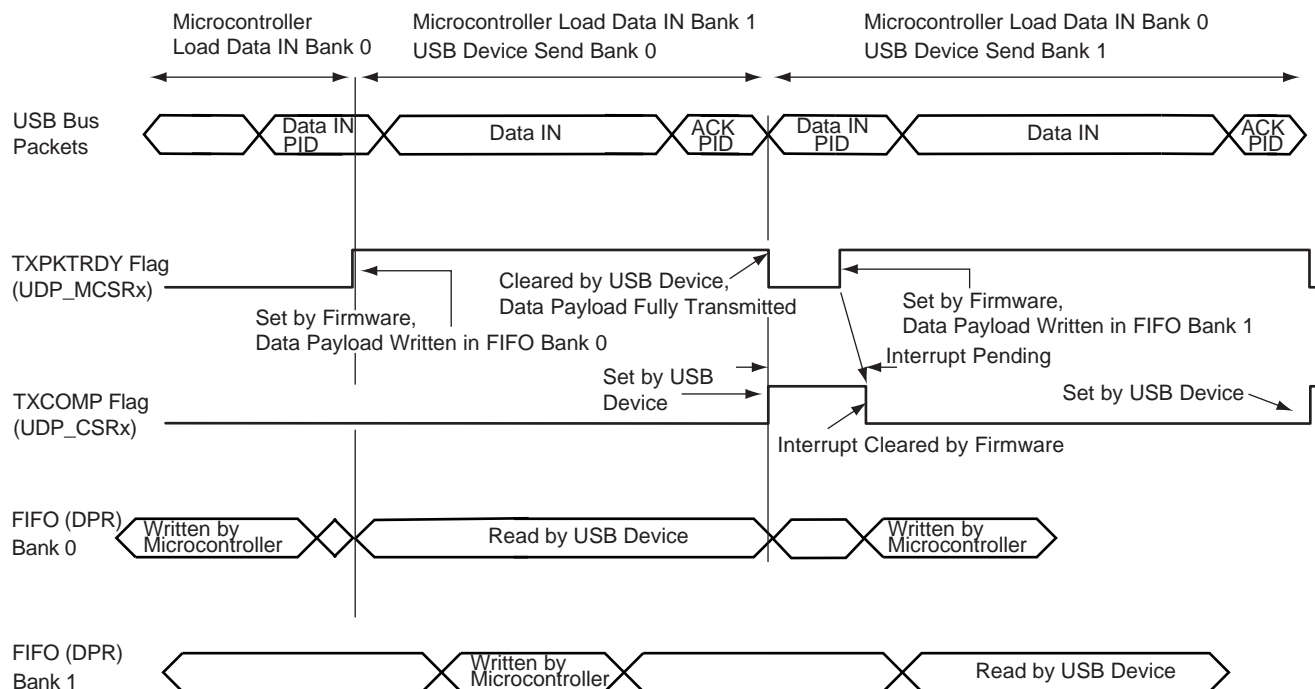 Microcontroller
Load Data IN Bank 0
Microcontroller Load Data IN Bank 1
USB Device Send Bank 0
Microcontroller Load Data IN Bank 0
USB Device Send Bank 1
USB Bus
Packets
Data IN
PID
Data IN
ACK
PID
Data IN
PID
Data IN
ACK
PID
TXPKTRDY Flag
(UDP_MCSRx)
Set by Firmware,
Data Payload Written in FIFO Bank 0
Cleared by USB Device,
Data Payload Fully Transmitted
Set by Firmware,
Data Payload Written in FIFO Bank 1
Interrupt Pending
TXCOMP Flag
(UDP_CSRx)
Set by USB
Device
Set by USB Device
Interrupt Cleared by Firmware
FIFO (DPR)
Bank 0
Written by
Microcontroller
Read by USB Device
Written by
Microcontroller
FIFO (DPR)
Bank 1
Written by
Microcontroller
Read by USB Device